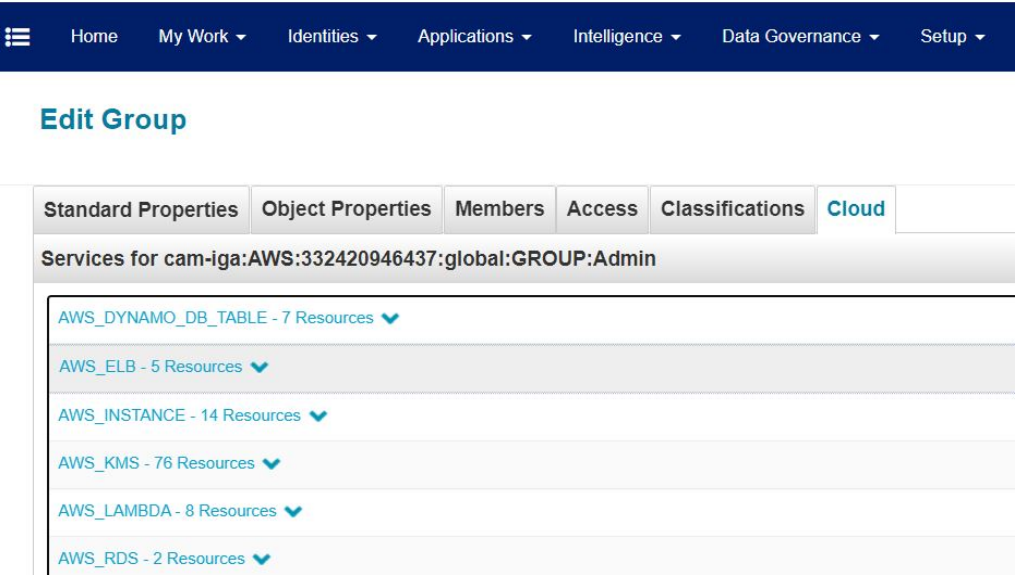 Home My Work Identities Applications Intelligence Data Governance Setup
Edit Group
Standard Properties Object Properties Members Access Classifications Cloud
Services for cam-iga:AWS:332420946437:global:GROUP:Admin
AWS_DYNAMO_DB_TABLE - 7 Resources
AWS_ELB - 5 Resources
AWS_INSTANCE - 14 Resources
AWS_KMS - 76 Resources
AWS_LAMBDA - 8 Resources
AWS_RDS - 2 Resources